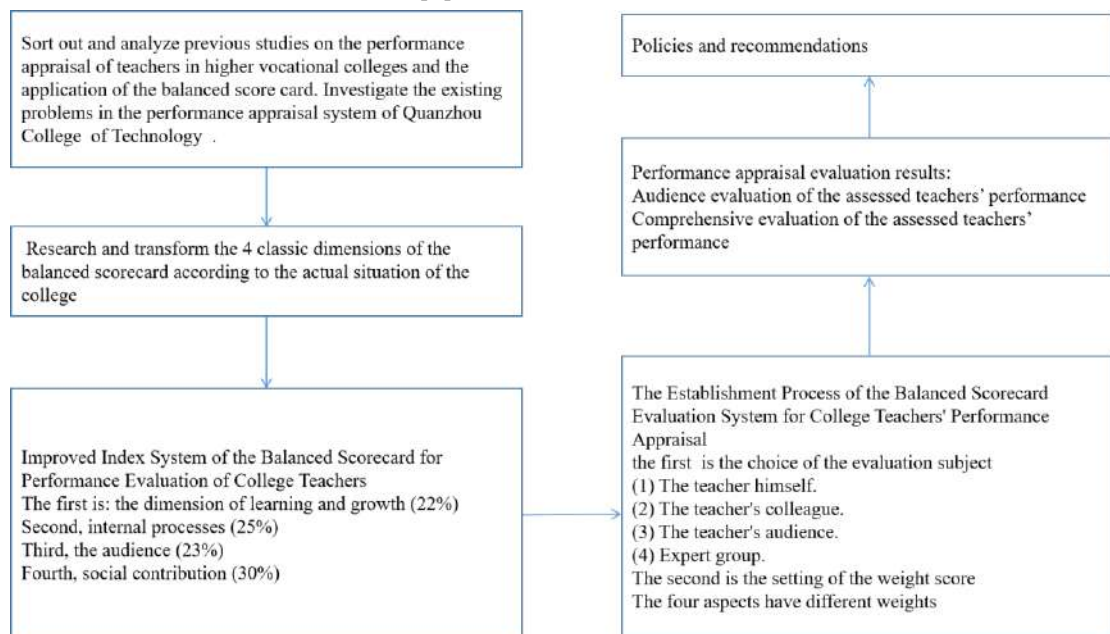 Sort out and analyze previous studies on the performance
appraisal of teachers in higher vocational colleges and the
application of the balanced score card. Investigate the existing
problems in the performance appraisal system of Quanzhou
College of Technology .
Research and transform the 4 classic dimensions of the
balanced scorecard according to the actual situation of the
college
Improved Index System of the Balanced Scorecard for
Performance Evaluation of College Teachers
The first is: the dimension of learning and growth (22%)
Second, internal processes (25%)
Third, the audience (23%)
Fourth, social contribution (30%)
The Establishment Process of the Balanced Scorecard
Evaluation System for College Teachers' Performance
Appraisal
the first is the choice of the evaluation subject
(1) The teacher himself.
(2) The teacher's colleague.
(3) The teacher's audience.
(4) Expert group.
The second is the setting of the weight score
The four aspects have different weights
Performance appraisal evaluation results:
Audience evaluation of the assessed teachers’ performance
Comprehensive evaluation of the assessed teachers’
performance
Policies and recommendations